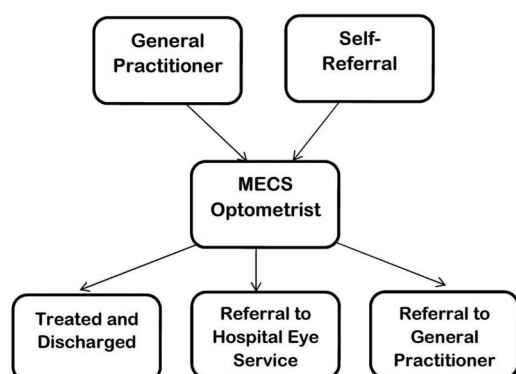 General
Practitioner
Self-
Referral
MECS
Optometrist
Treated and
Discharged
Referral to
Hospital Eye
Service
Referral to
General
Practitioner